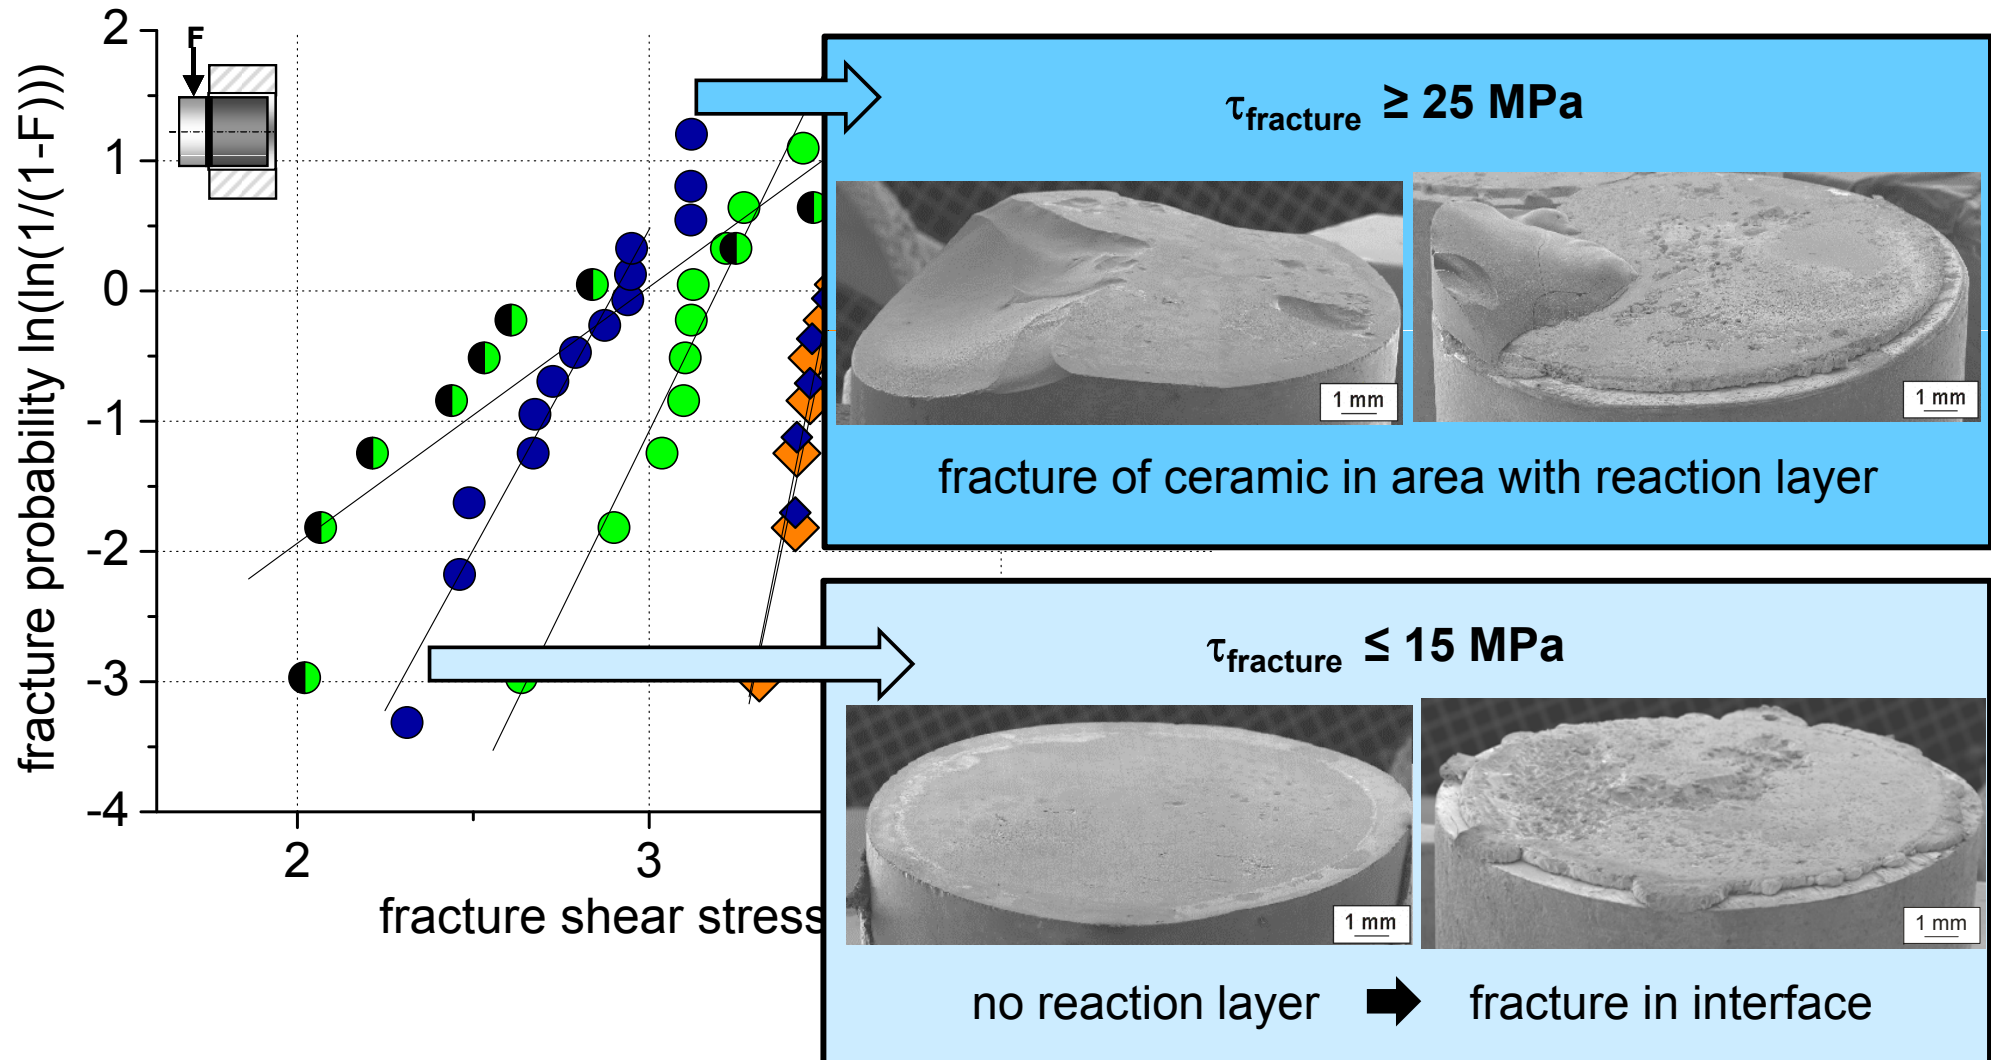 2
1
0
-1
-2
-3
-4
2
3
fracture probability ln(ln(1/(1-F)))
fracture shear stress
F
τfracture ≥ 25 MPa
1 mm
1 mm
fracture of ceramic in area with reaction layer
τfracture ≤ 15 MPa
1 mm
1 mm
no reaction layer fracture in interface